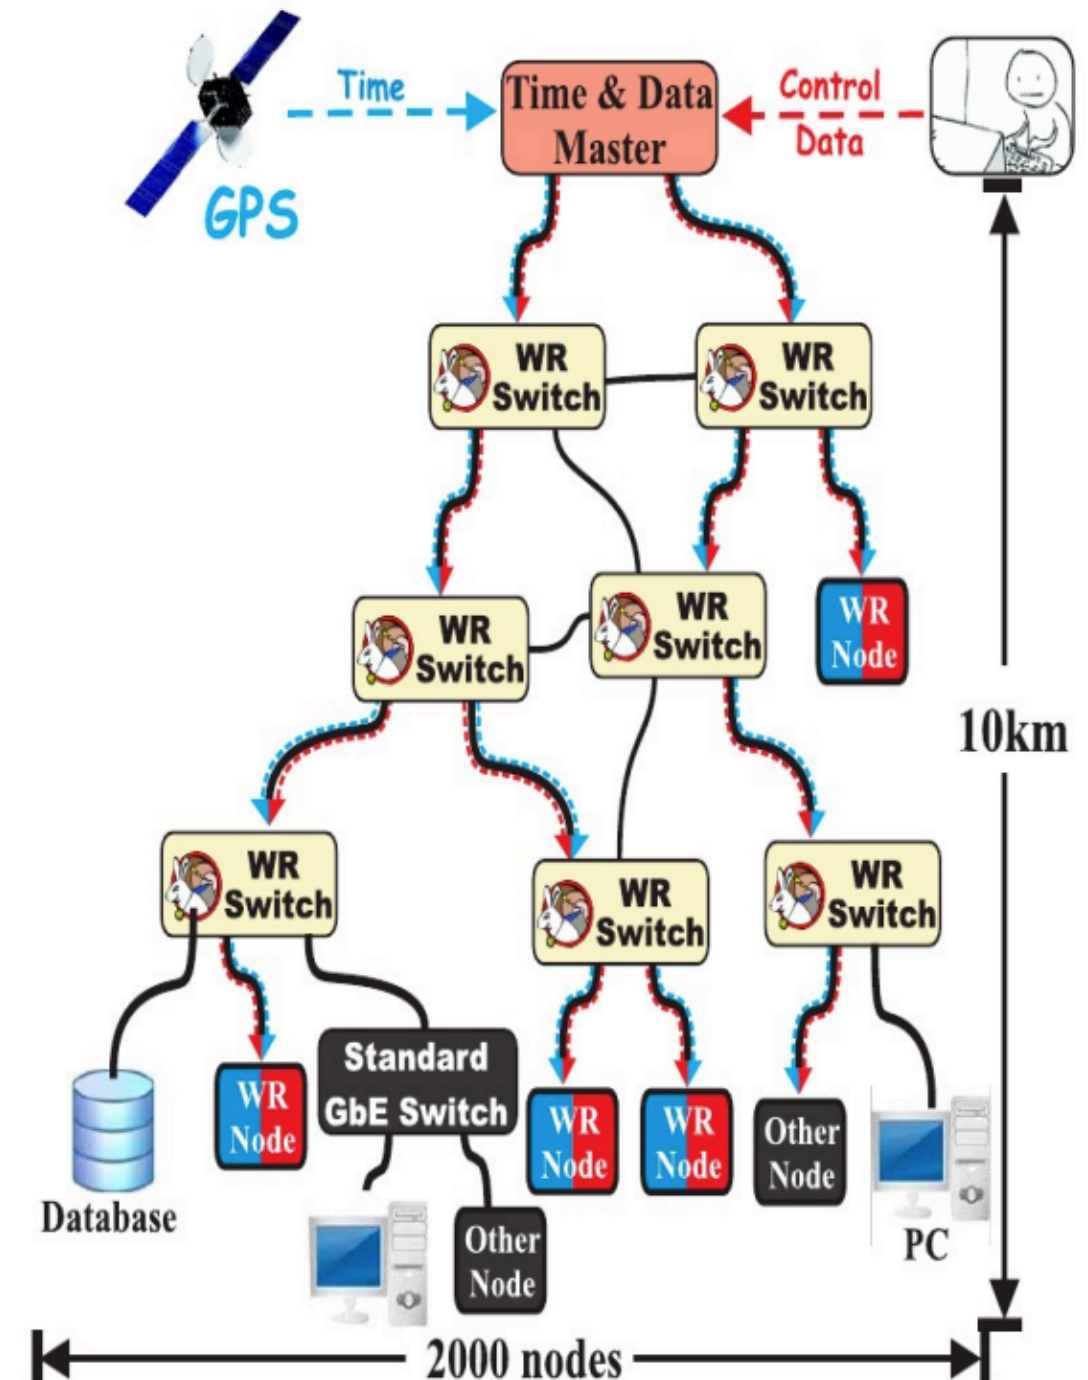 Time
Time & Data
Master
Control
Data
GPS
WR
Switch
WR
Switch
WR
Switch
WR
Switch
WR
Node
10km
WR
Switch
WR
Switch
WR
Switch
WR
Node
Standard
GbE Switch
WR
Node
WR
Node
Other
Node
Database
Other
Node
PC
2000 nodes